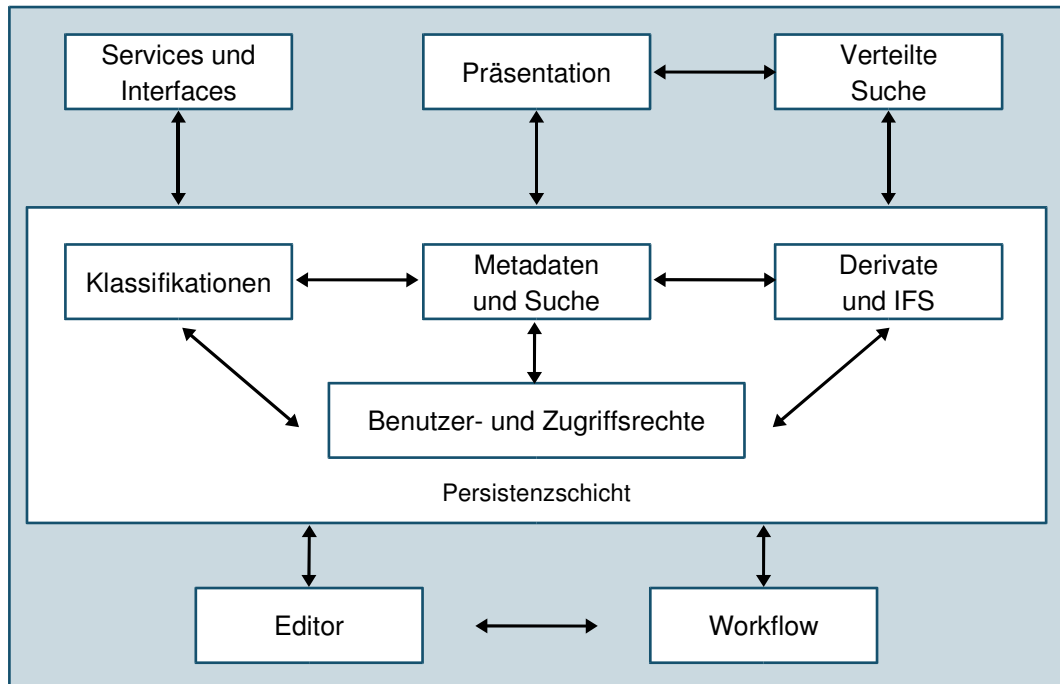 Services und
Interfaces
Präsentation
Verteilte
Suche
Klassifikationen
Metadaten
und Suche
Derivate
und IFS
Benutzer- und Zugriffsrechte
Persistenzschicht
Editor
Workflow